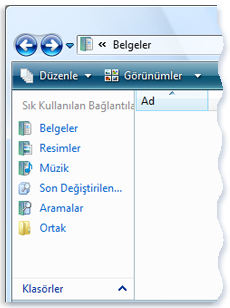 « Belgeler
Düzenle Görünümler
Sık Kullanılan Bağlantıla
Ad
Belgeler
Resimler
Müzik
Son Değiştirilen...
Aramalar
Ortak
Klasörler